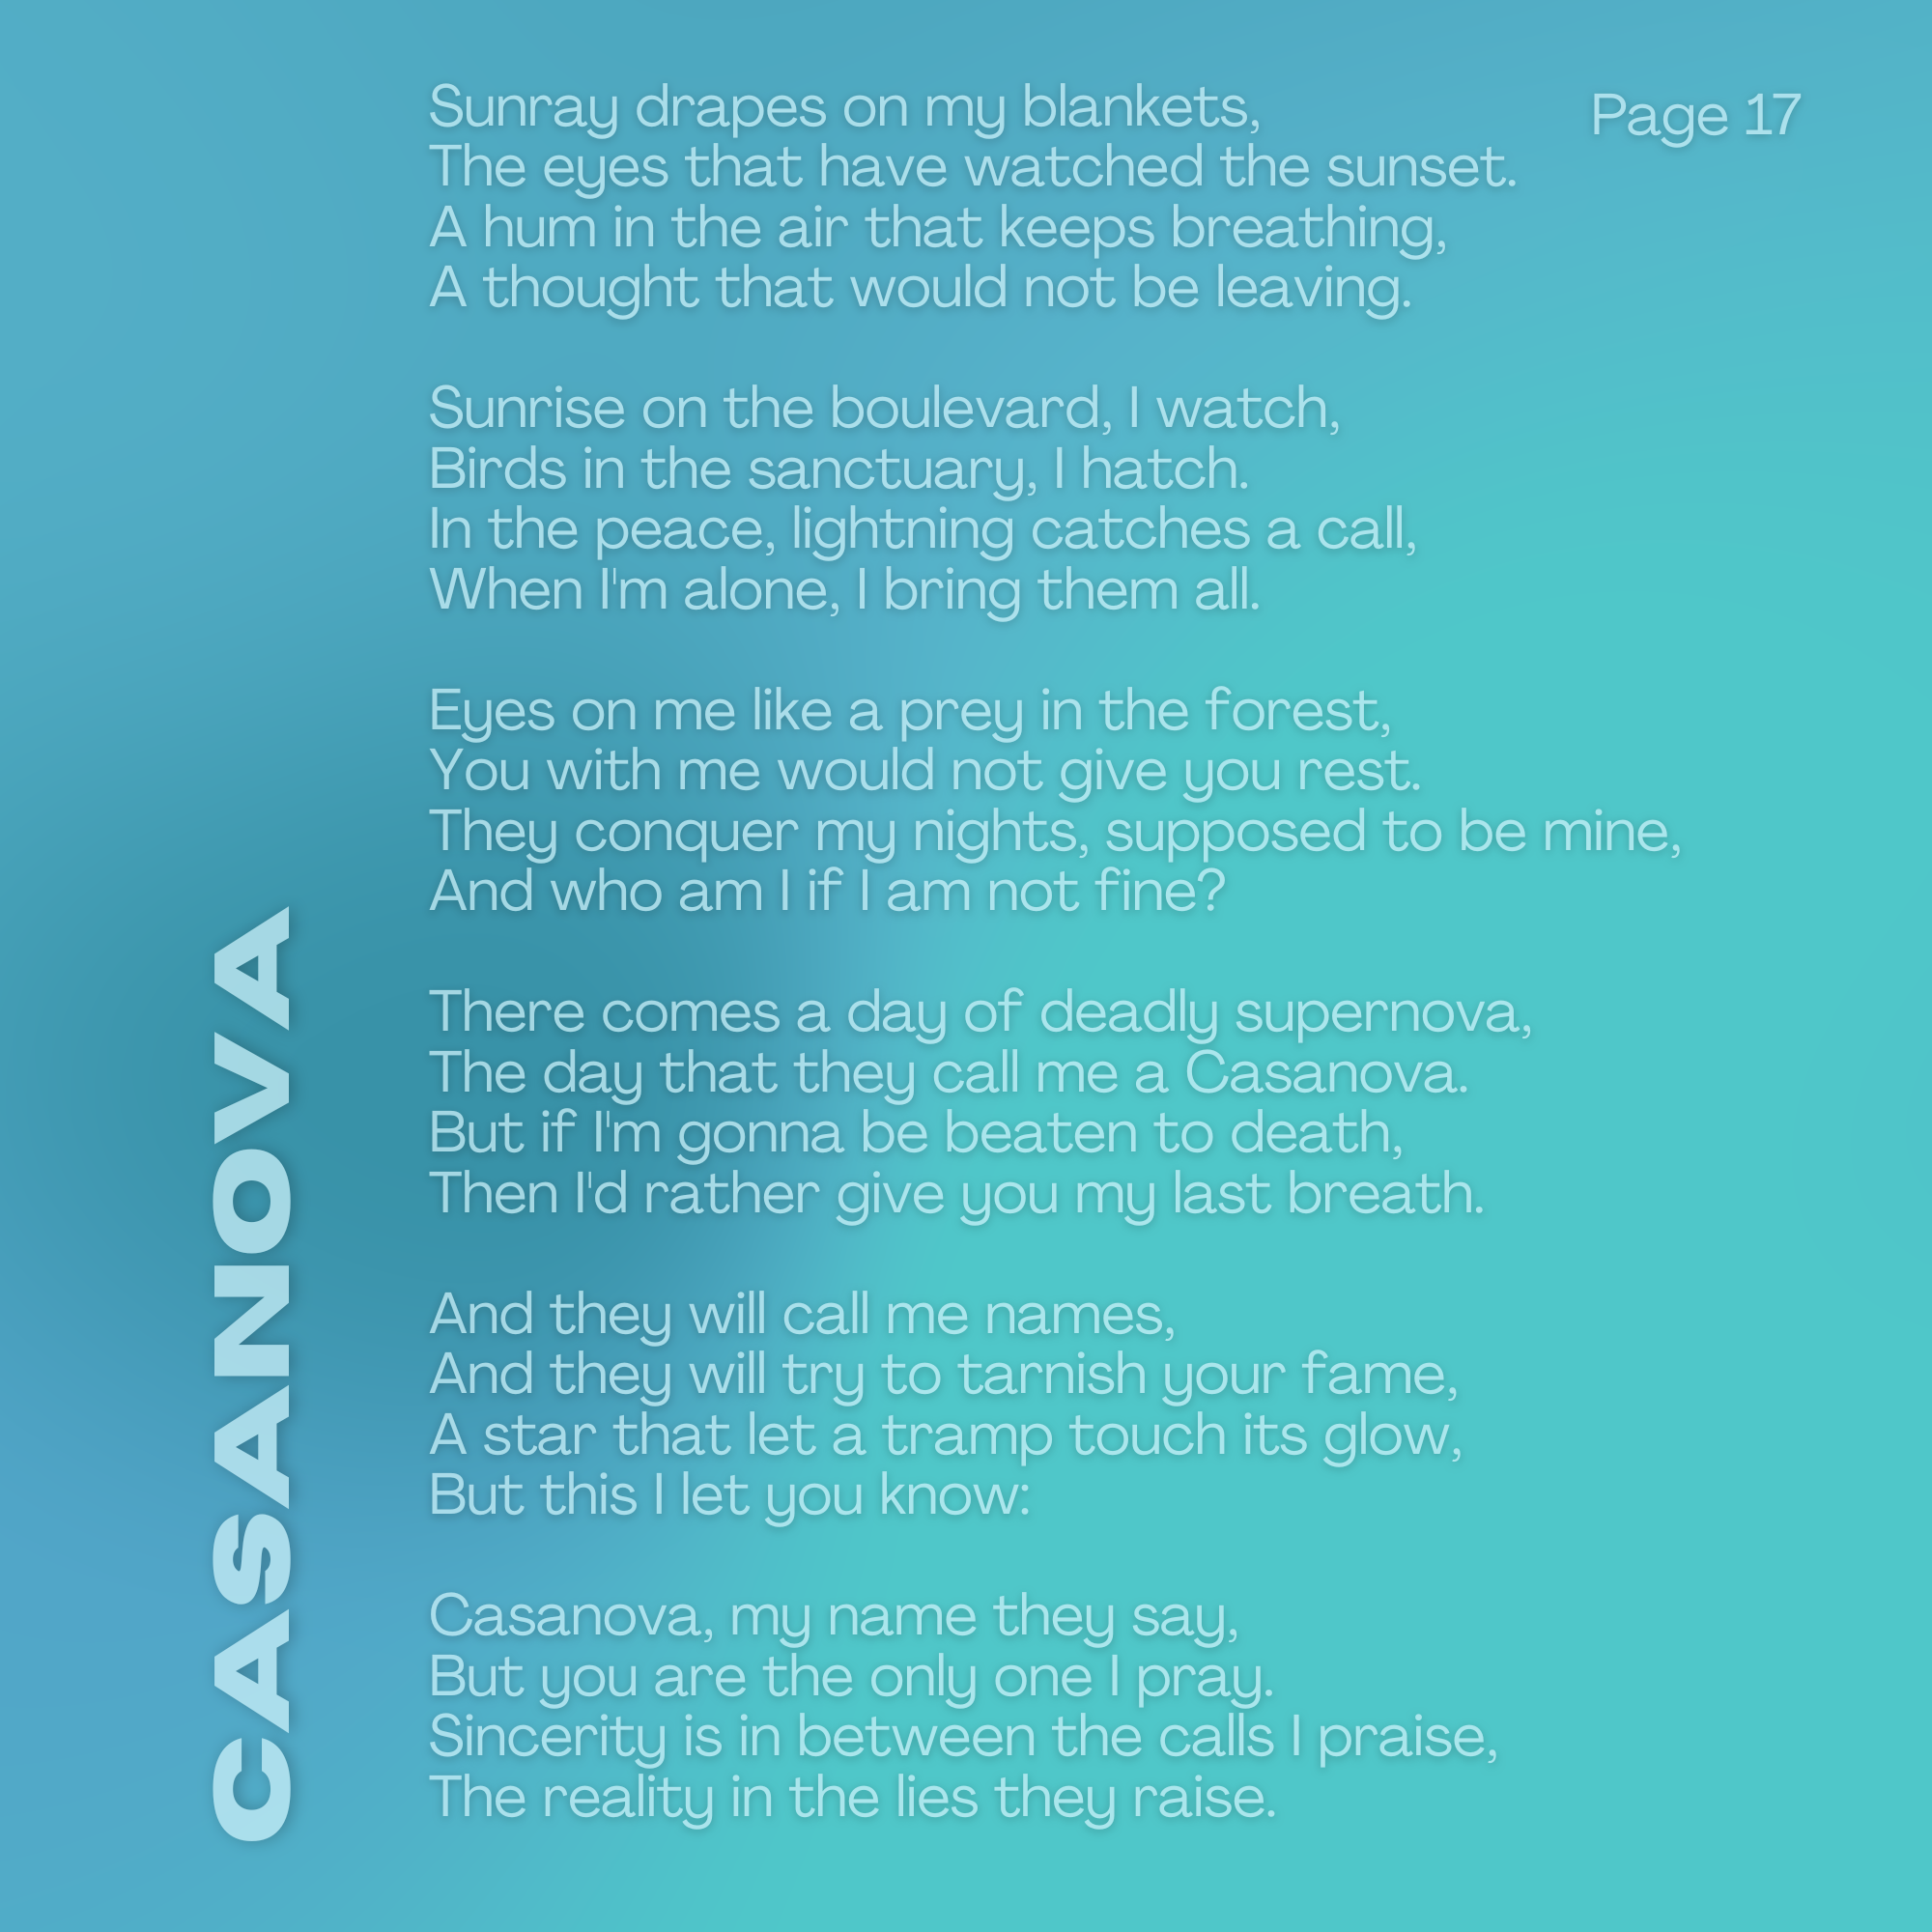 Page 17
Sunray drapes on my blankets,
The eyes that have watched the sunset.
A hum in the air that keeps breathing,
A thought that would not be leaving.
Sunrise on the boulevard, I watch,
Birds in the sanctuary, I hatch.
In the peace, lightning catches a call,
When I'm alone, I bring them all.
Eyes on me like a prey in the forest,
You with me would not give you rest.
They conquer my nights, supposed to be mine,
And who am I if I am not fine?
There comes a day of deadly supernova,
The day that they call me a Casanova.
But if I'm gonna be beaten to death,
Then I'd rather give you my last breath.
And they will call me names,
And they will try to tarnish your fame,
A star that let a tramp touch its glow,
But this I let you know:
Casanova, my name they say,
But you are the only one I pray.
Sincerity is in between the calls I praise,
The reality in the lies they raise.
CASANOVA